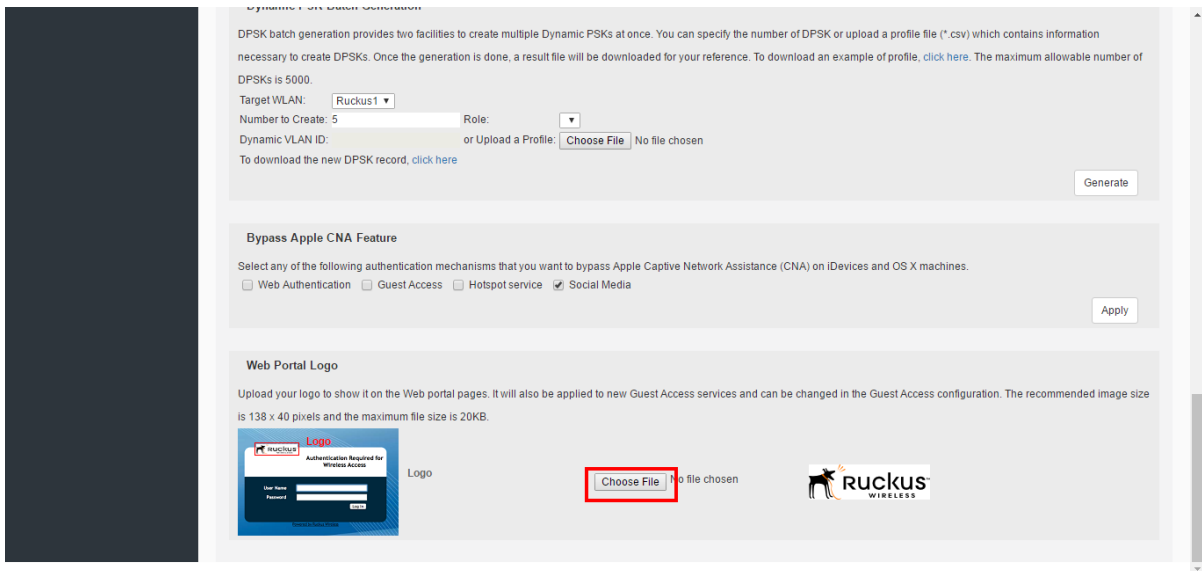 Dynamic PSK Batch Generation
DPSK batch generation provides two facilities to create multiple Dynamic PSKs at once. You can specify the number of DPSK or upload a profile file (*.csv) which contains information
necessary to create DPSKs. Once the generation is done, a result file will be downloaded for your reference. To download an example of profile, click here. The maximum allowable number of
DPSKs is 5000.
Target WLAN: Ruckus1
Number to Create: 5 Role:
Dynamic VLAN ID: or Upload a Profile: Choose File No file chosen
To download the new DPSK record, click here
Generate
Bypass Apple CNA Feature
Select any of the following authentication mechanisms that you want to bypass Apple Captive Network Assistance (CNA) on iDevices and OS X machines.
Web Authentication Guest Access Hotspot service Social Media
Apply
Web Portal Logo
Upload your logo to show it on the Web portal pages. It will also be applied to new Guest Access services and can be changed in the Guest Access configuration. The recommended image size
is 138 x 40 pixels and the maximum file size is 20KB.
Ruckus Logo
Authentication Required for
Wireless Access
User Name
Password
Log In
Logo
Choose File No file chosen
Ruckus
WIRELESS